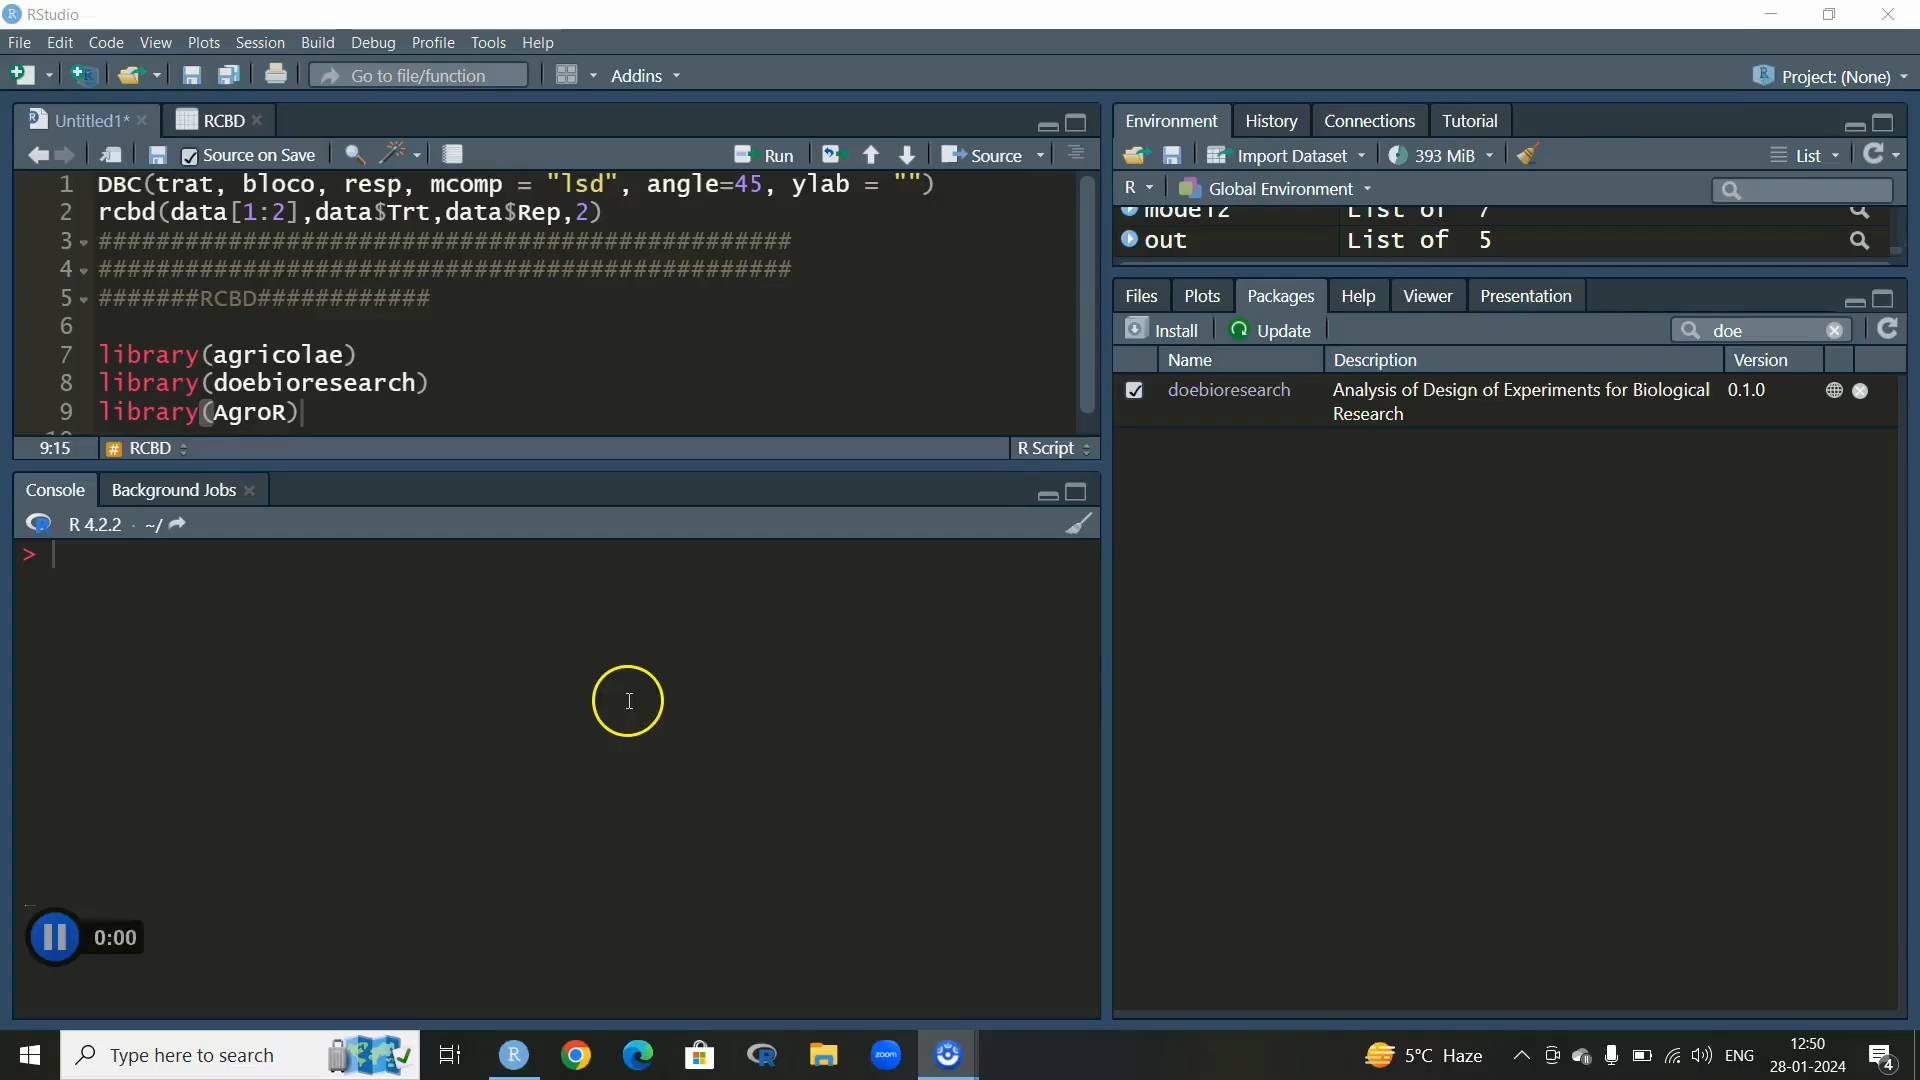 RStudio
File Edit Code View Plots Session Build Debug Profile Tools Help
Go to file/function Addins Project: (None)
Untitled1* RCBD
Source on Save Run Source
1 DBC(trat, bloco, resp, mcomp = "lsd", angle=45, ylab = "")
2 rcbd(data[1:2],data$Trt,data$Rep,2)
3 ################################################
4 ################################################
5 #######RCBD############
6
7 library(agricolae)
8 library(doebioresearch)
9 library(AgroR)
9:15 RCBD R Script
Console Background Jobs
R 4.2.2 · ~/
>
0:00
Environment History Connections Tutorial
Import Dataset 393 MiB List
R Global Environment
model2 List of 7
out List of 5
Files Plots Packages Help Viewer Presentation
Install Update doe
Name Description Version
doebioresearch Analysis of Design of Experiments for Biological 0.1.0
Research
Type here to search zoom 5°C Haze ENG 12:50
28-01-2024 4